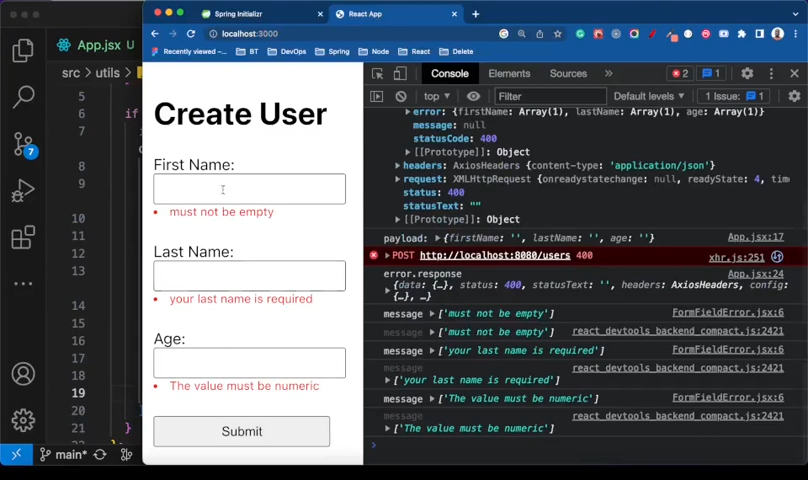 Spring Initializr
React App
App.jsx U
localhost:3000
Recently viewed –...
BT
DevOps
Spring
Node
React
Delete
src > utils >
Console
Elements
Sources
2
1
top
Filter
Default levels
1 Issue: 1
5
6
if
7
8
9
10
11
12
13
14
15
16
17
18
19
20
21
}
7
Create User
First Name:
• must not be empty
Last Name:
• your last name is required
Age:
• The value must be numeric
Submit
error: {firstName: Array(1), lastName: Array(1), age: Array(1)}
message: null
statusCode: 400
[[Prototype]]: Object
headers: AxiosHeaders {content-type: 'application/json'}
request: XMLHttpRequest {onreadystatechange: null, readyState: 4, time
status: 400
statusText: ""
[[Prototype]]: Object
payload: {firstName: '', lastName: '', age: ''} App.jsx:17
POST http://localhost:8080/users 400 xhr.js:251
error.response App.jsx:24
{data: {…}, status: 400, statusText: '', headers: AxiosHeaders, config:
{…}, …}
message ['must not be empty'] FormFieldError.jsx:6
message ['must not be empty'] react_devtools_backend_compact.js:2421
message ['your last name is required'] FormFieldError.jsx:6
message react_devtools_backend_compact.js:2421
['your last name is required']
message ['The value must be numeric'] FormFieldError.jsx:6
message react_devtools_backend_compact.js:2421
['The value must be numeric']
main*